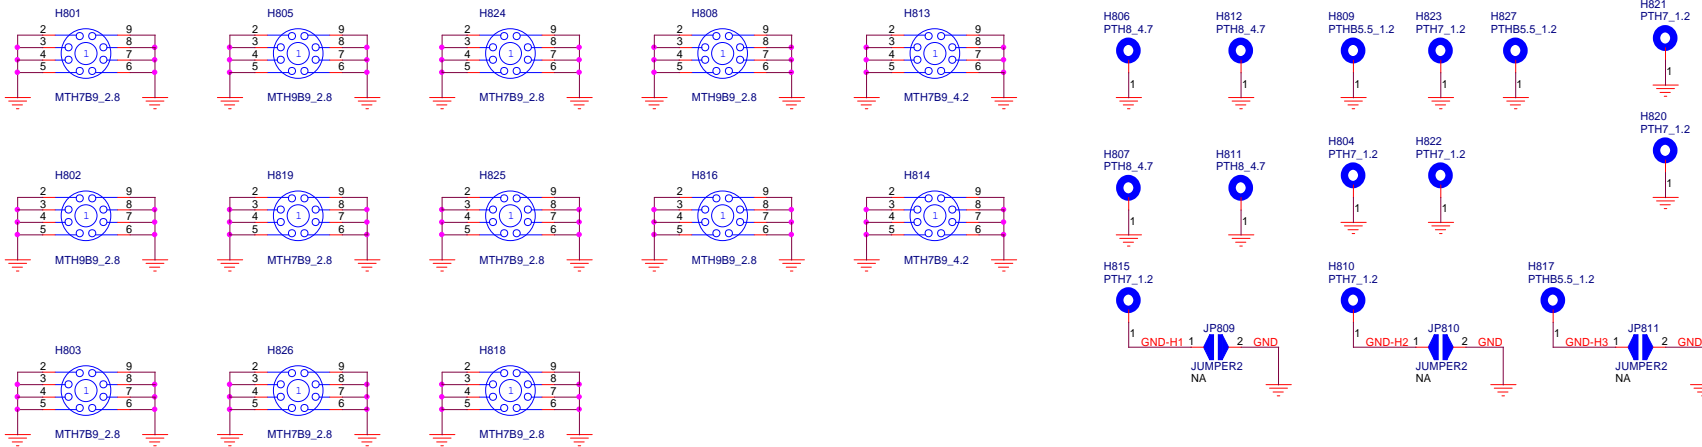 H801
2 9
3 8
4 1 7
5 6
MTH7B9_2.8
H805
2 9
3 8
4 1 7
5 6
MTH9B9_2.8
H824
2 9
3 8
4 1 7
5 6
MTH7B9_2.8
H808
2 9
3 8
4 1 7
5 6
MTH9B9_2.8
H813
2 9
3 8
4 1 7
5 6
MTH7B9_4.2
H806
PTH8_4.7
1
H812
PTH8_4.7
1
H809
PTHB5.5_1.2
1
H823
PTH7_1.2
1
H827
PTHB5.5_1.2
1
H821
PTH7_1.2
1
H802
2 9
3 8
4 1 7
5 6
MTH9B9_2.8
H819
2 9
3 8
4 1 7
5 6
MTH7B9_2.8
H825
2 9
3 8
4 1 7
5 6
MTH7B9_2.8
H816
2 9
3 8
4 1 7
5 6
MTH9B9_2.8
H814
2 9
3 8
4 1 7
5 6
MTH7B9_4.2
H807
PTH8_4.7
1
H811
PTH8_4.7
1
H804
PTH7_1.2
1
H822
PTH7_1.2
1
H820
PTH7_1.2
1
H803
2 9
3 8
4 1 7
5 6
MTH7B9_2.8
H826
2 9
3 8
4 1 7
5 6
MTH7B9_2.8
H818
2 9
3 8
4 1 7
5 6
MTH7B9_2.8
H815
PTH7_1.2
1
JP809
GND-H1 1 2 GND
JUMPER2
NA
H810
PTH7_1.2
1
JP810
GND-H2 1 2 GND
JUMPER2
NA
H817
PTHB5.5_1.2
1
JP811
GND-H3 1 2 GND
JUMPER2
NA